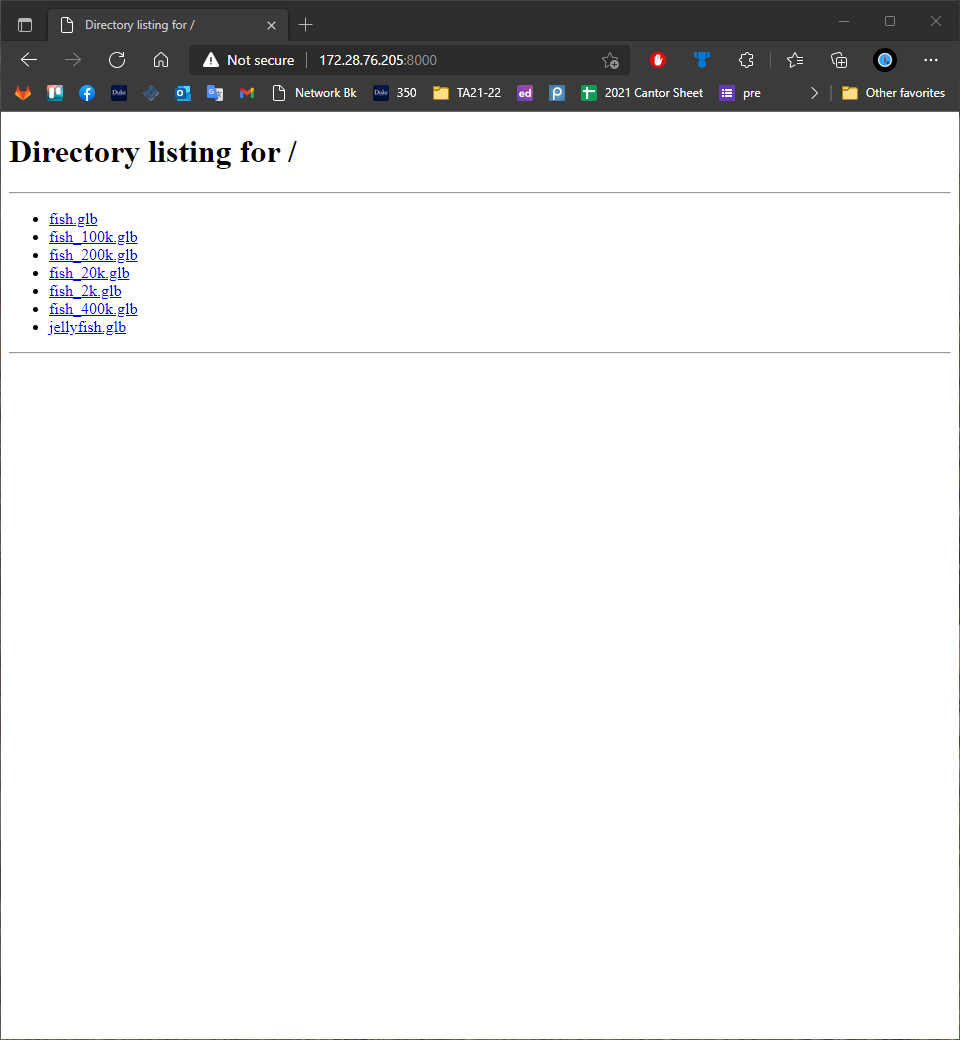 Directory listing for /
Not secure 172.28.76.205:8000
Duke Network Bk Duke 350 TA21-22 ed 2021 Cantor Sheet pre Other favorites
Directory listing for /
fish.glb
fish_100k.glb
fish_200k.glb
fish_20k.glb
fish_2k.glb
fish_400k.glb
jellyfish.glb